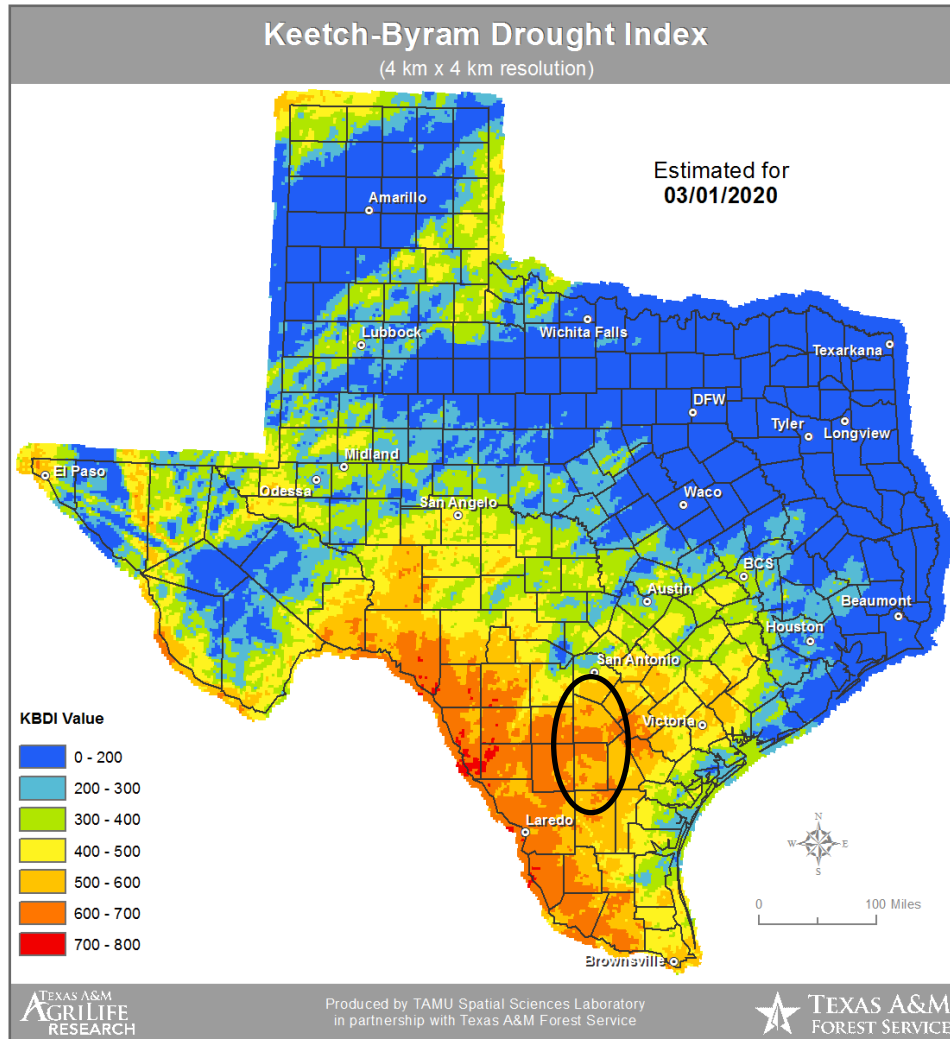 Keetch-Byram Drought Index
(4 km x 4 km resolution)
Estimated for
03/01/2020
Amarillo
Lubbock
Wichita Falls
Texarkana
DFW
Tyler
Longview
Midland
El Paso
Odessa
San Angelo
Waco
BCS
Austin
Beaumont
Houston
San Antonio
Victoria
Laredo
Brownsville
KBDI Value
0 - 200
200 - 300
300 - 400
400 - 500
500 - 600
600 - 700
700 - 800
N
W E
S
0 100 Miles
TEXAS A&M
AGRILIFE
RESEARCH
Produced by TAMU Spatial Sciences Laboratory
in partnership with Texas A&M Forest Service
TEXAS A&M
FOREST SERVICE